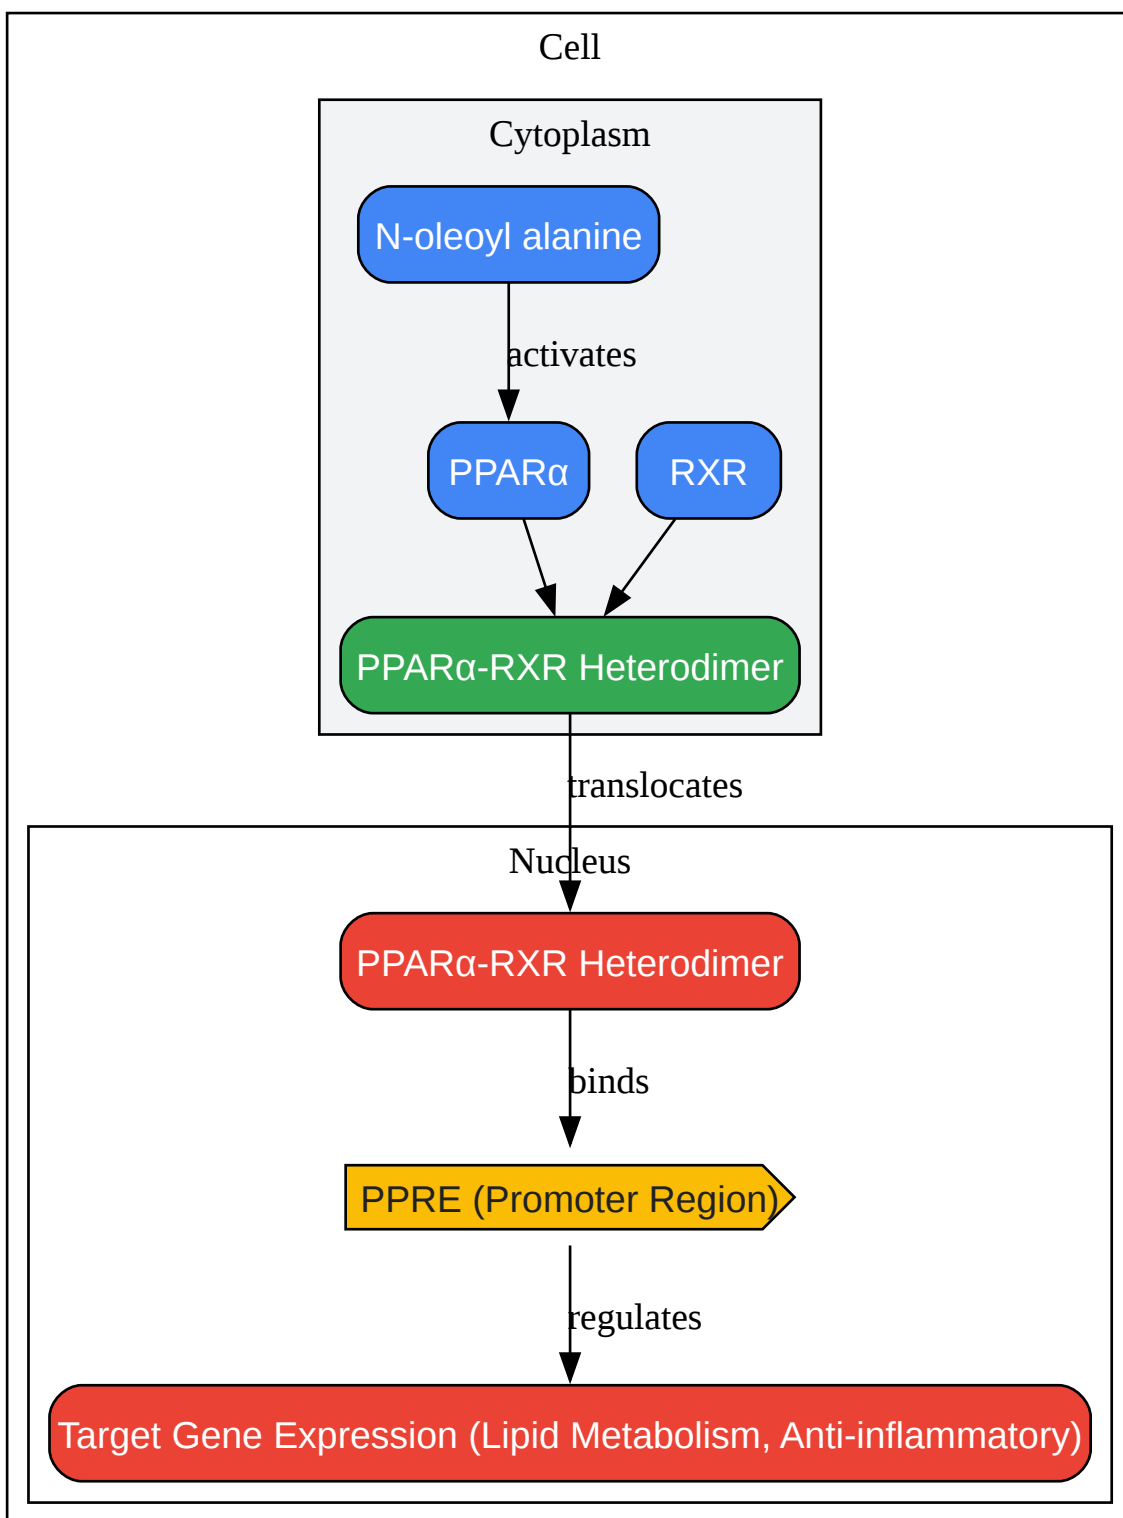 Cell
Cytoplasm
N-oleoyl alanine
activates
PPARα
RXR
PPARα-RXR Heterodimer
translocates
Nucleus
PPARα-RXR Heterodimer
binds
PPRE (Promoter Region)
regulates
Target Gene Expression (Lipid Metabolism, Anti-inflammatory)